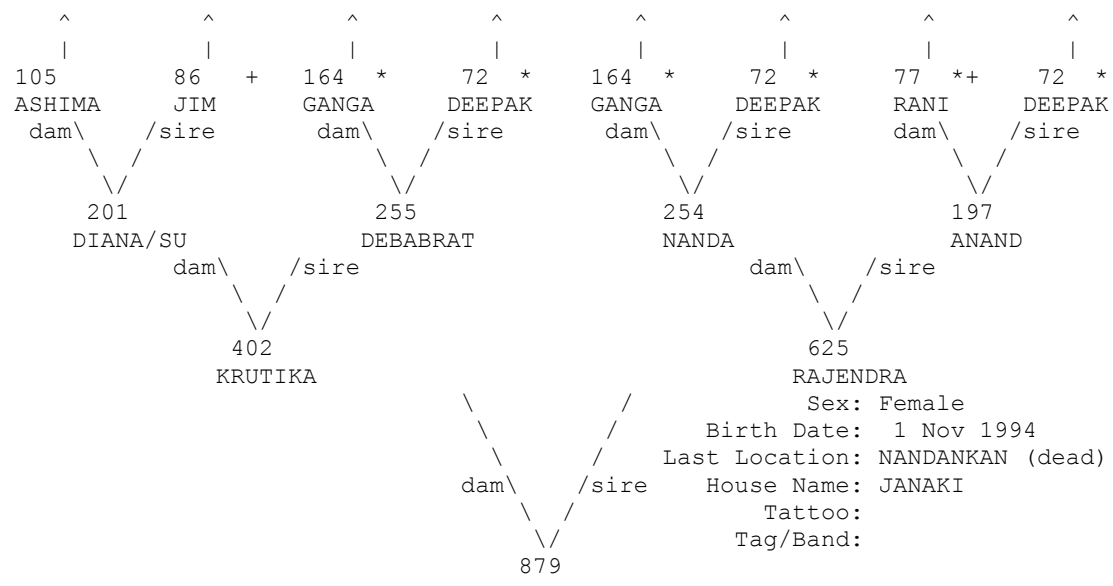 ^ ^ ^ ^ ^ ^ ^ ^
| | | | | | | |
105 86 + 164 * 72 * 164 * 72 * 77 *+ 72 *
ASHIMA JIM GANGA DEEPAK GANGA DEEPAK RANI DEEPAK
dam\ /sire dam\ /sire dam\ /sire dam\ /sire
\ / \ / \ / \ /
\/ \/ \/ \/
201 255 254 197
DIANA/SU DEBABRAT NANDA ANAND
dam\ /sire dam\ /sire
\ / \ /
\/ \/
402 625
KRUTIKA RAJENDRA
\ / Sex: Female
\ / Birth Date: 1 Nov 1994
\ / Last Location: NANDANKAN (dead)
dam\ /sire House Name: JANAKI
\ / Tattoo:
\/ Tag/Band:
879